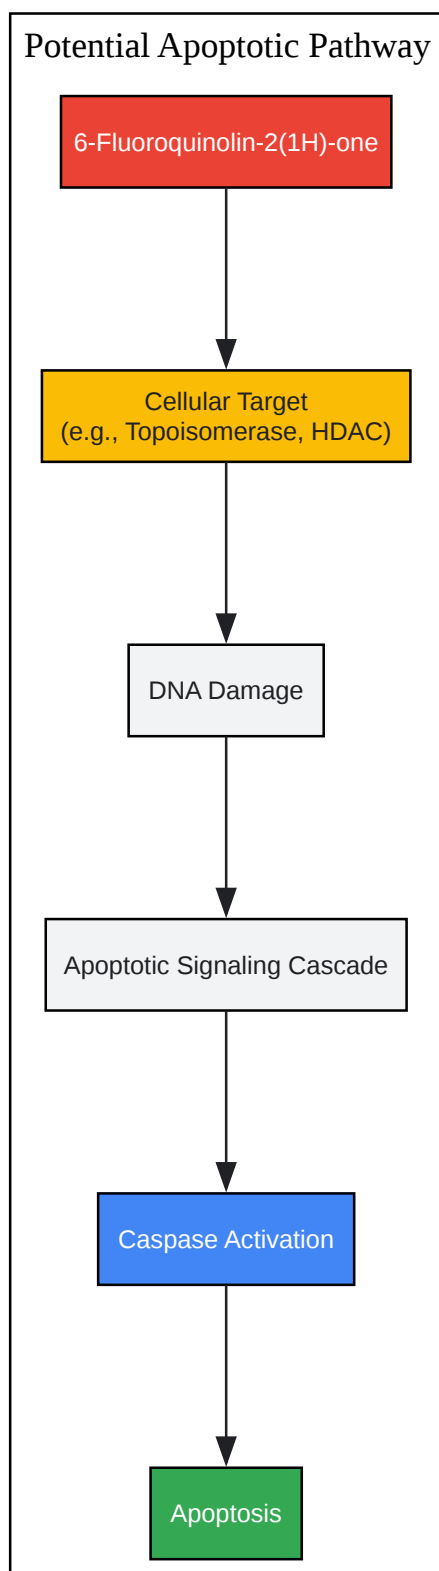 Potential Apoptotic Pathway
6-Fluoroquinolin-2(1H)-one
Cellular Target
(e.g., Topoisomerase, HDAC)
DNA Damage
Apoptotic Signaling Cascade
Caspase Activation
Apoptosis